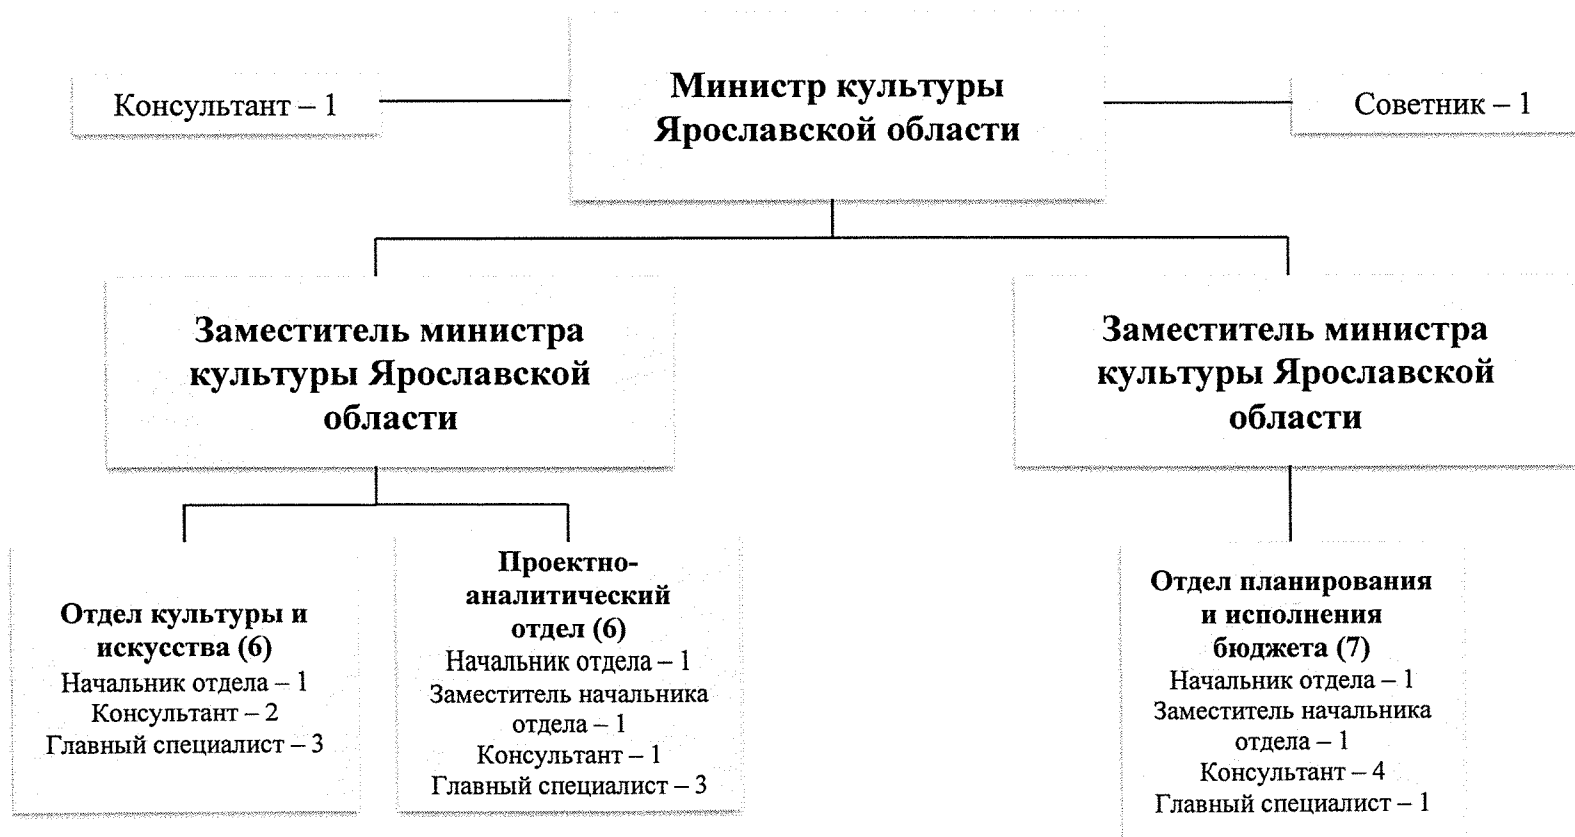 Министр культуры
Ярославской области
Консультант – 1
Советник – 1
Заместитель министра
культуры Ярославской
области
Заместитель министра
культуры Ярославской
области
Отдел культуры и
искусства (6)
Начальник отдела – 1
Консультант – 2
Главный специалист – 3
Проектно-
аналитический
отдел (6)
Начальник отдела – 1
Заместитель начальника
отдела – 1
Консультант – 1
Главный специалист – 3
Отдел планирования
и исполнения
бюджета (7)
Начальник отдела – 1
Заместитель начальника
отдела – 1
Консультант – 4
Главный специалист – 1